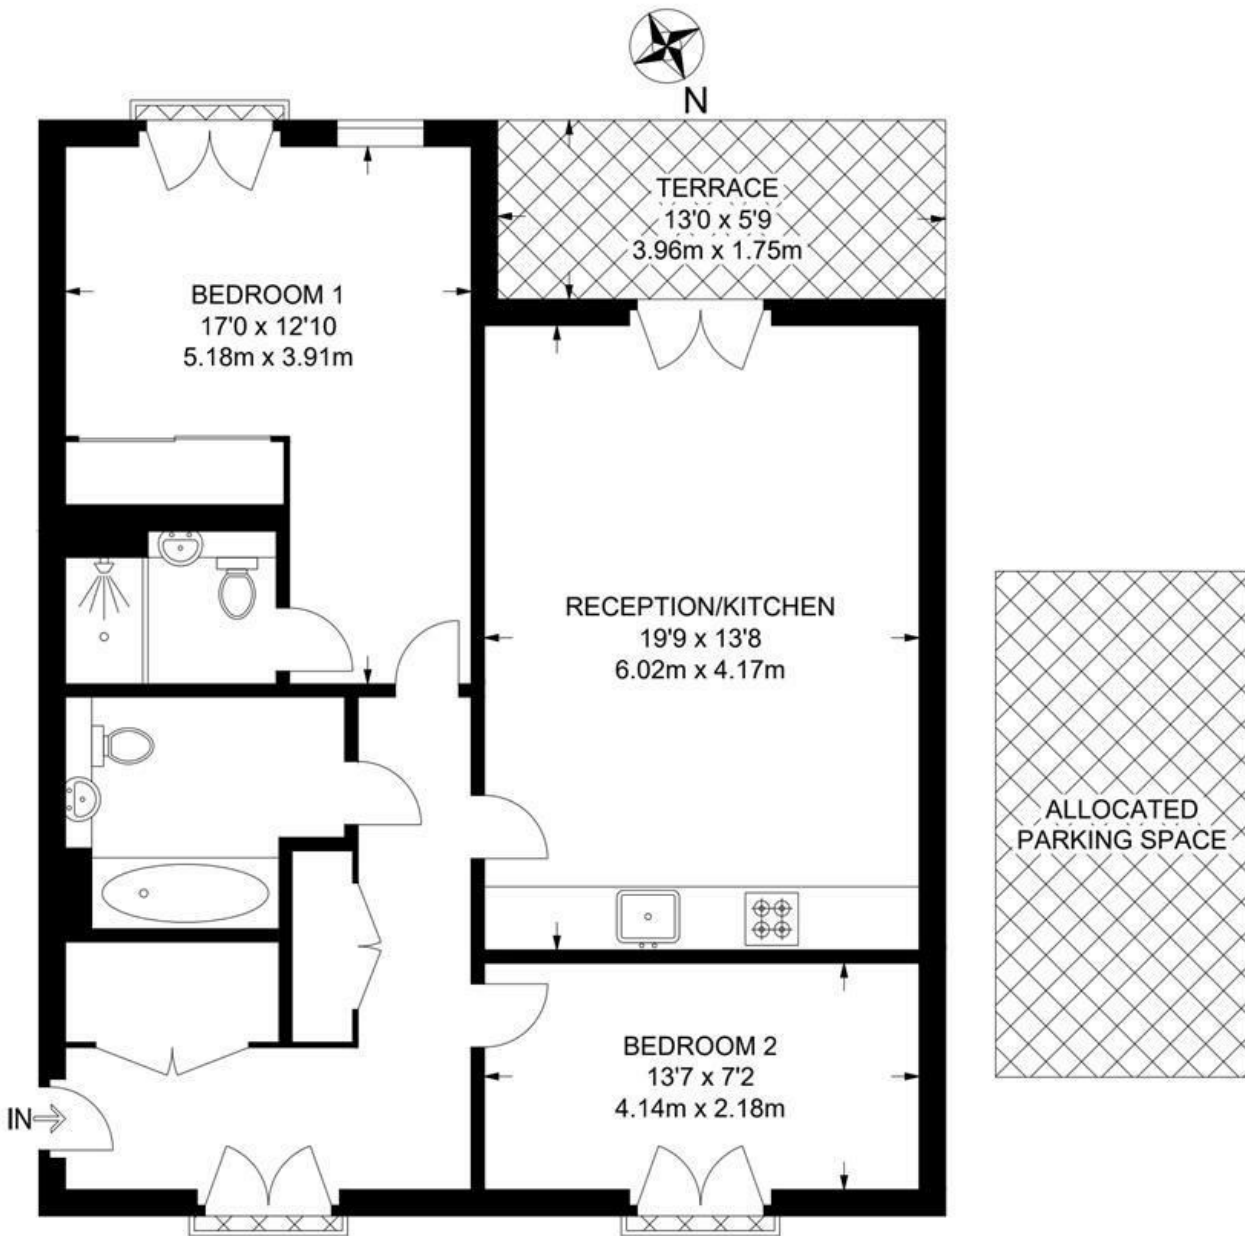 N
TERRACE
13'0 x 5'9
3.96m x 1.75m
BEDROOM 1
17'0 x 12'10
5.18m x 3.91m
RECEPTION/KITCHEN
19'9 x 13'8
6.02m x 4.17m
ALLOCATED
PARKING SPACE
BEDROOM 2
13'7 x 7'2
4.14m x 2.18m
IN